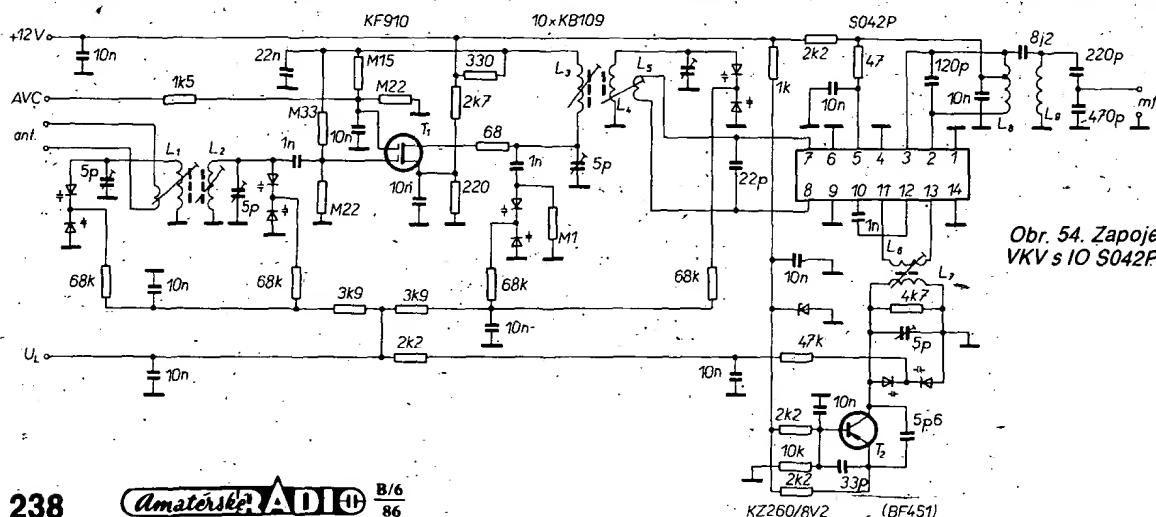 KF910 10xKB109 S042P
+12V
10n
22n
M15
330
L3
L5
L4
2k2
8j2
1k5
M22
M33
2k7
1k
47
120p
220p
AVC
ant.
10n
T1
68
10n
10n
L8
L9
470p
mf
5p
L1
L2
1n
5p
M22
10n
220
1n
5p
M1
22p
7 6 5 4 3 2 1
8 9 10 11 12 13 14
1n
L6
L7
Obr. 54. Zapoje
VKV s IO S042P
68k
10n
68k
3k9
3k9
68k
10n
68k
10n
4k7
5p
UL
10n
2k2
10n
47k
10n
2k2
10k
2k2
33p
T2
5p6
KZ260/8V2 (BF451)
238 Amatérské RADIO B/6
86